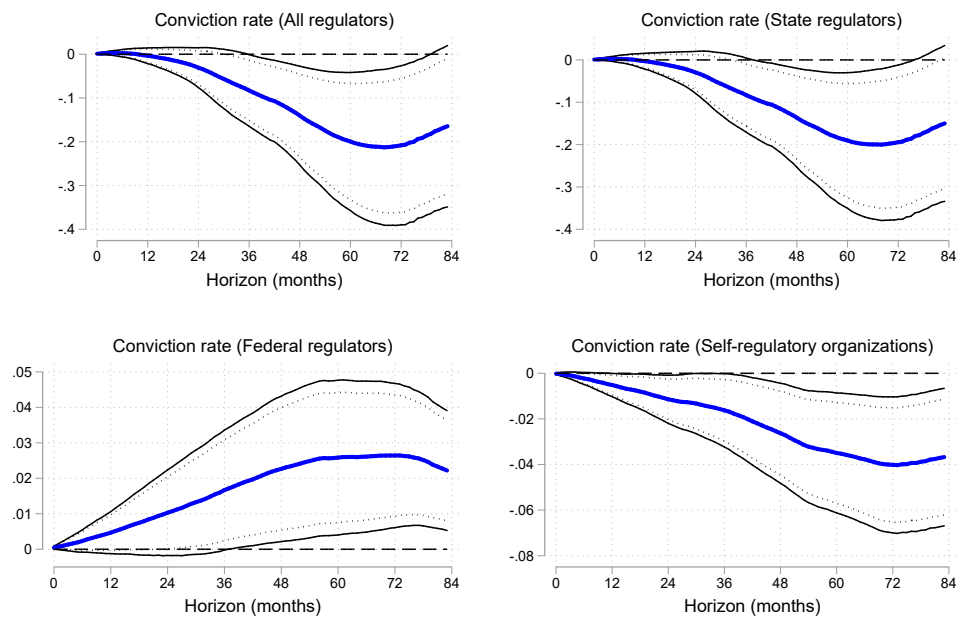 Conviction rate (All regulators)
0
-.1
-.2
-.3
-.4
0 12 24 36 48 60 72 84
Horizon (months)
Conviction rate (State regulators)
0
-.1
-.2
-.3
-.4
0 12 24 36 48 60 72 84
Horizon (months)
Conviction rate (Federal regulators)
.05
.04
.03
.02
.01
0
0 12 24 36 48 60 72 84
Horizon (months)
Conviction rate (Self-regulatory organizations)
0
-.02
-.04
-.06
-.08
0 12 24 36 48 60 72 84
Horizon (months)